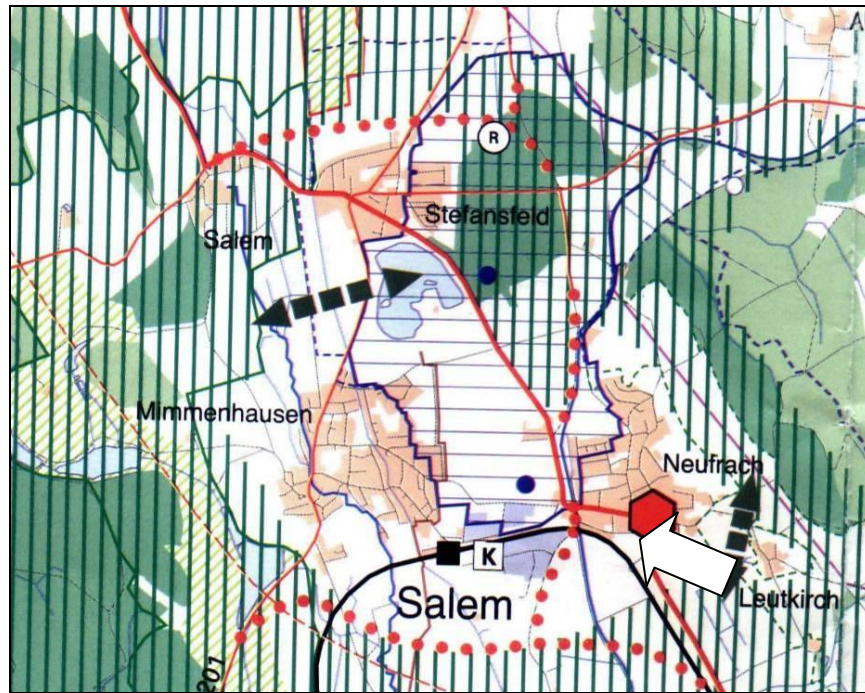 A
R
Stefansfeld
Salem
Mimmenhausen
Neufrach
K
Salem
Leutkirch
201